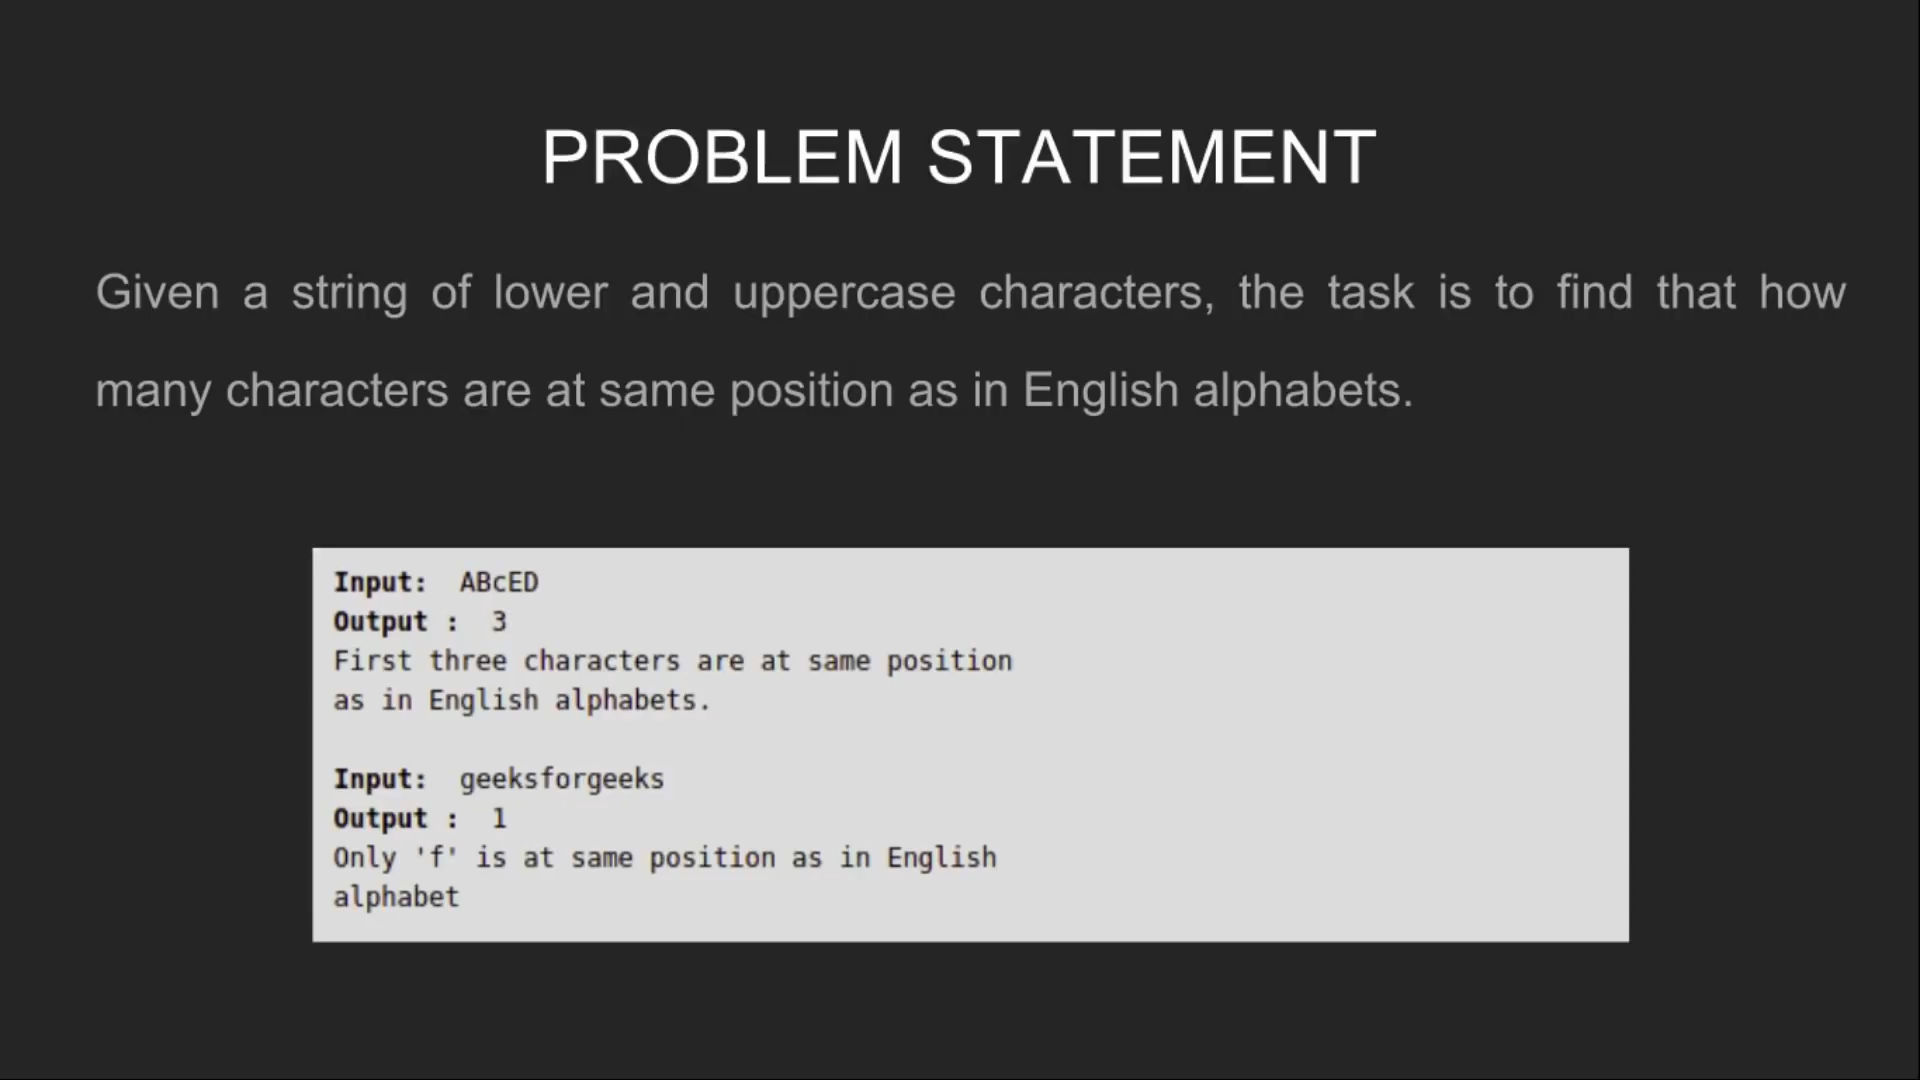 PROBLEM STATEMENT
Given a string of lower and uppercase characters, the task is to find that how
many characters are at same position as in English alphabets.
Input: ABcED
Output : 3
First three characters are at same position
as in English alphabets.
Input: geeksforgeeks
Output : 1
Only 'f' is at same position as in English
alphabet